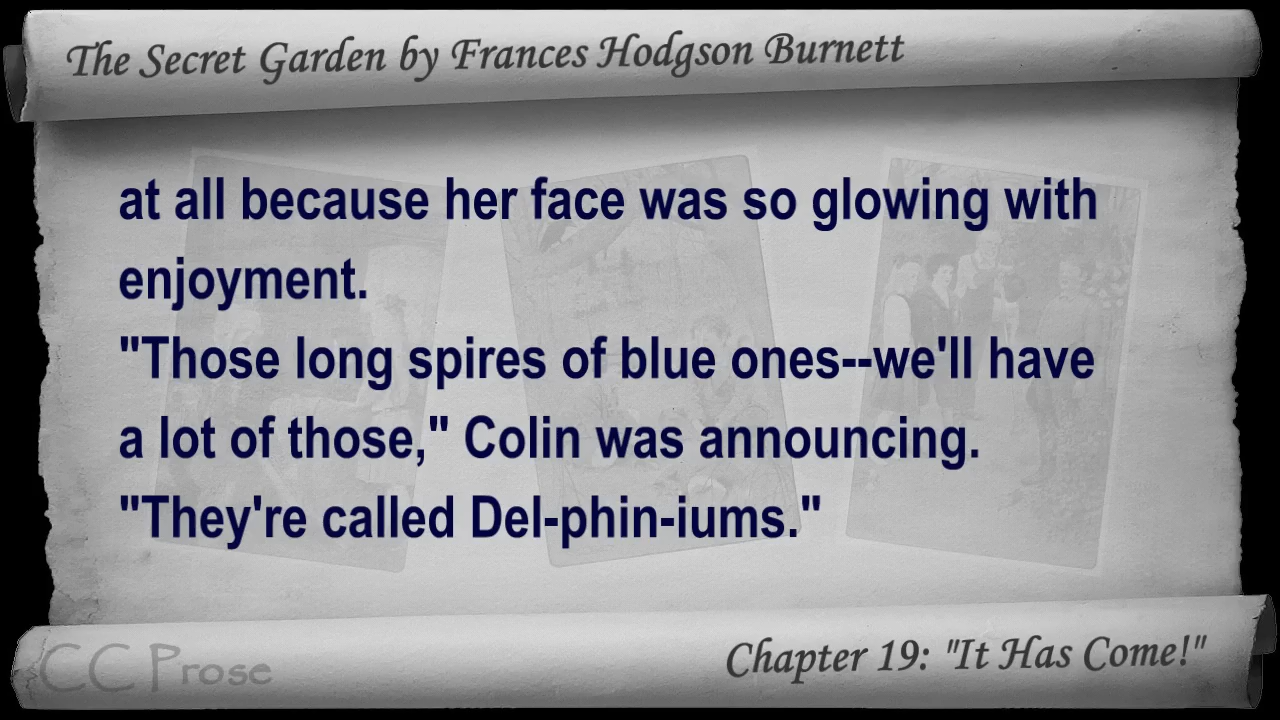 The Secret Garden by Frances Hodgson Burnett
at all because her face was so glowing with
enjoyment.
"Those long spires of blue ones--we'll have
a lot of those," Colin was announcing.
"They're called Del-phin-iums."
CC Prose
Chapter 19: "It Has Come!"